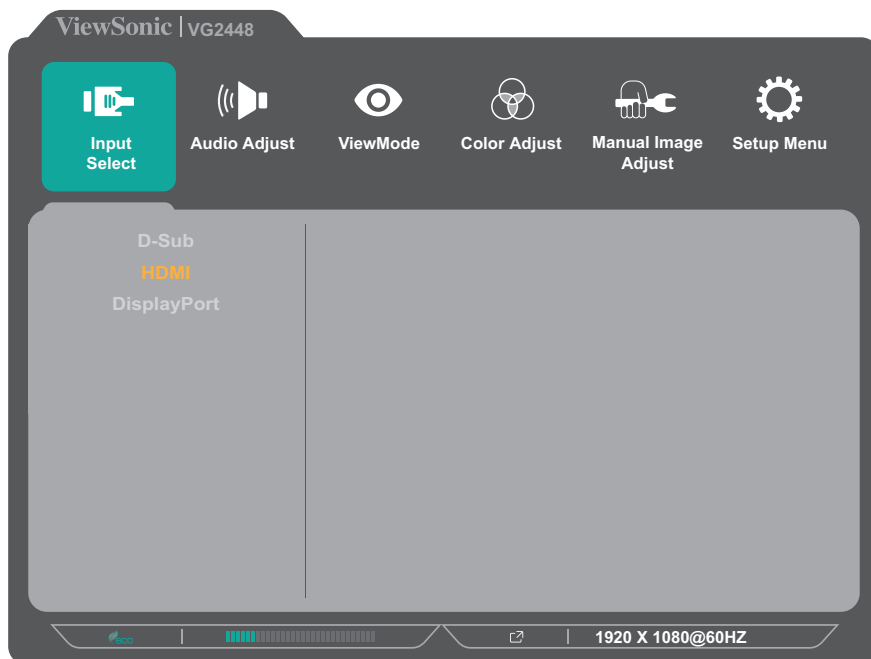 ViewSonic | VG2448
Input
Select
Audio Adjust
ViewMode
Color Adjust
Manual Image
Adjust
Setup Menu
D-Sub
HDMI
DisplayPort
eco
1920 X 1080@60HZ